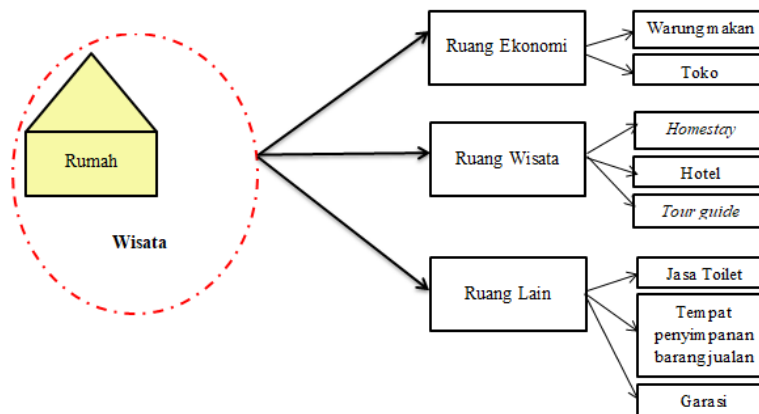 Rumah
Wisata
Ruang Ekonomi
Warung makan
Toko
Ruang Wisata
Homestay
Hotel
Tour guide
Ruang Lain
Jasa Toilet
Tempat
penyimpanan
barang jualan
Garasi